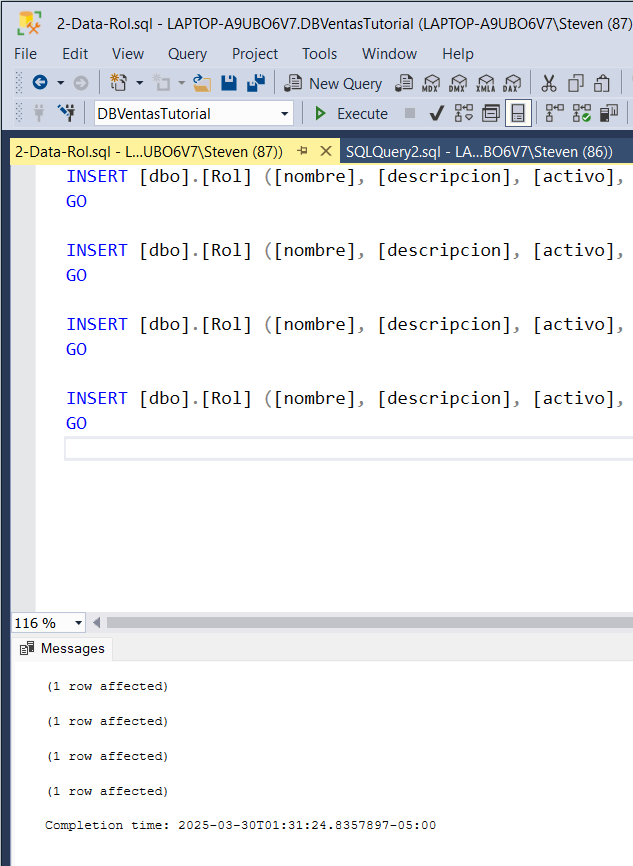 2-Data-Rol.sql - LAPTOP-A9UBO6V7.DBVentasTutorial (LAPTOP-A9UBO6V7\Steven (87))
File Edit View Query Project Tools Window Help
New Query MDX DMX XMLA DAX
DBVentasTutorial Execute
2-Data-Rol.sql - L...UBO6V7\Steven (87)) SQLQuery2.sql - LA...BO6V7\Steven (86))
INSERT [dbo].[Rol] ([nombre], [descripcion], [activo],
GO
INSERT [dbo].[Rol] ([nombre], [descripcion], [activo],
GO
INSERT [dbo].[Rol] ([nombre], [descripcion], [activo],
GO
INSERT [dbo].[Rol] ([nombre], [descripcion], [activo],
GO
116 %
Messages
(1 row affected)
(1 row affected)
(1 row affected)
(1 row affected)
Completion time: 2025-03-30T01:31:24.8357897-05:00